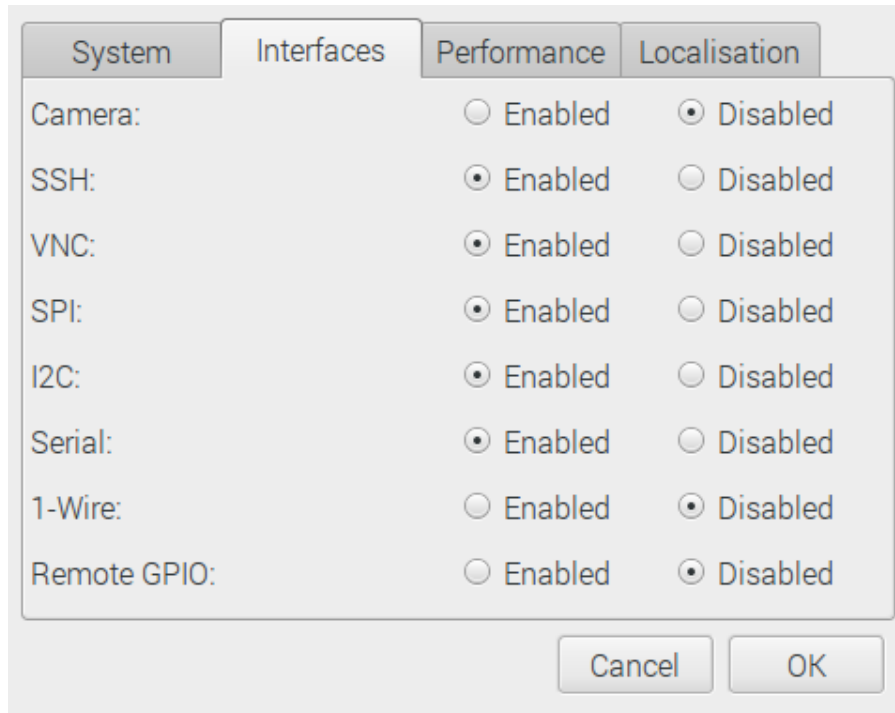 System Interfaces Performance Localisation
Camera: Enabled Disabled
SSH: Enabled Disabled
VNC: Enabled Disabled
SPI: Enabled Disabled
I2C: Enabled Disabled
Serial: Enabled Disabled
1-Wire: Enabled Disabled
Remote GPIO: Enabled Disabled
Cancel OK